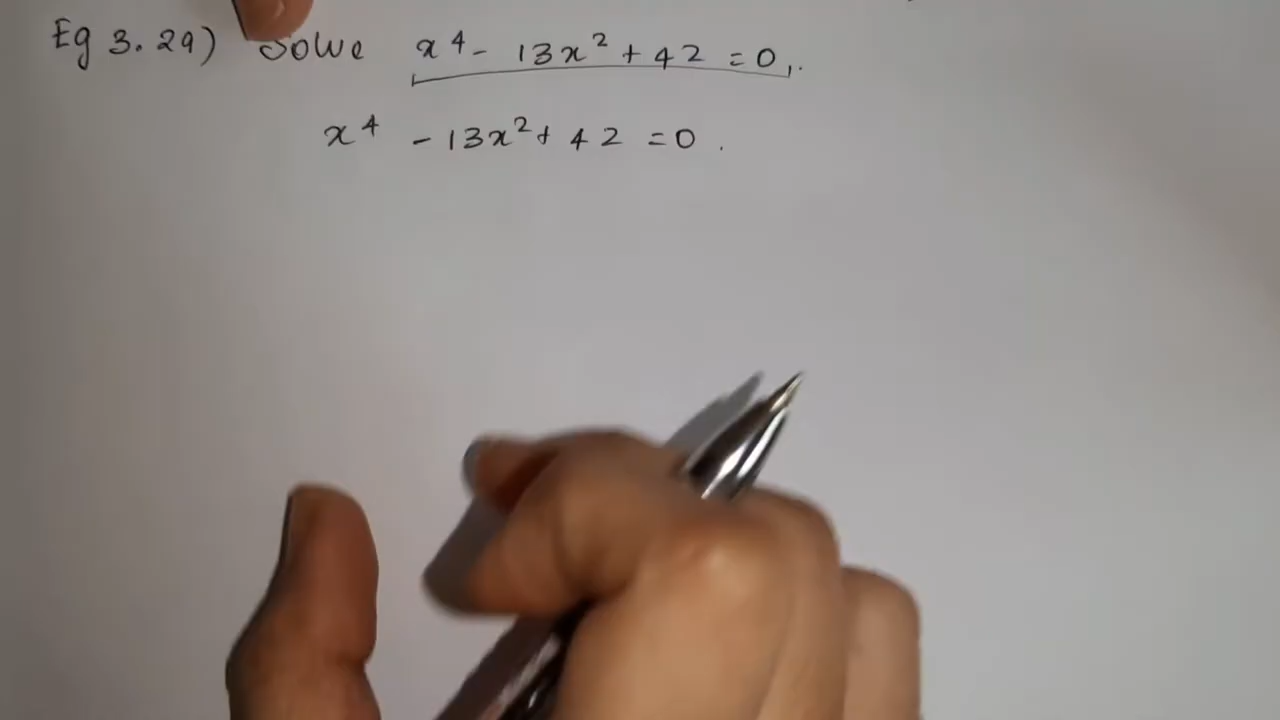 Eg 3.29) Solve x⁴ - 13x² + 42 = 0.
x⁴ - 13x² + 42 = 0.